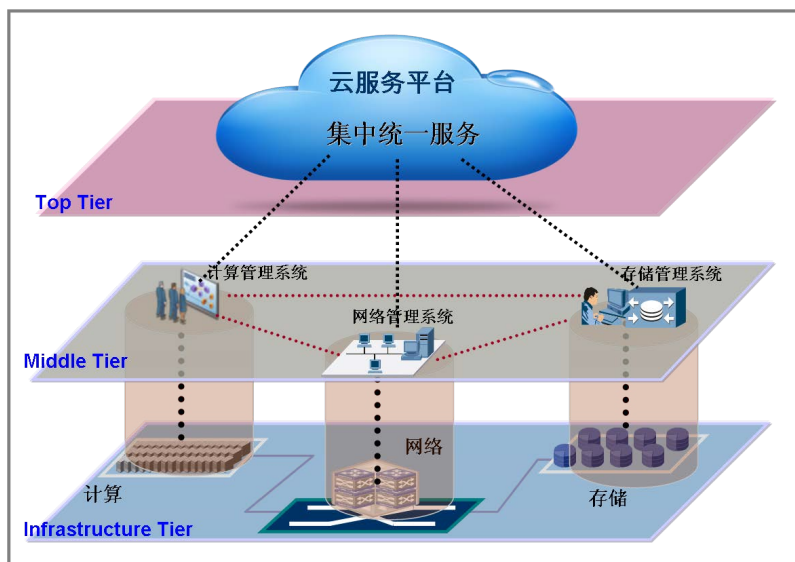 云服务平台
集中统一服务
Top Tier
计算管理系统
存储管理系统
网络管理系统
Middle Tier
网络
计算
存储
Infrastructure Tier